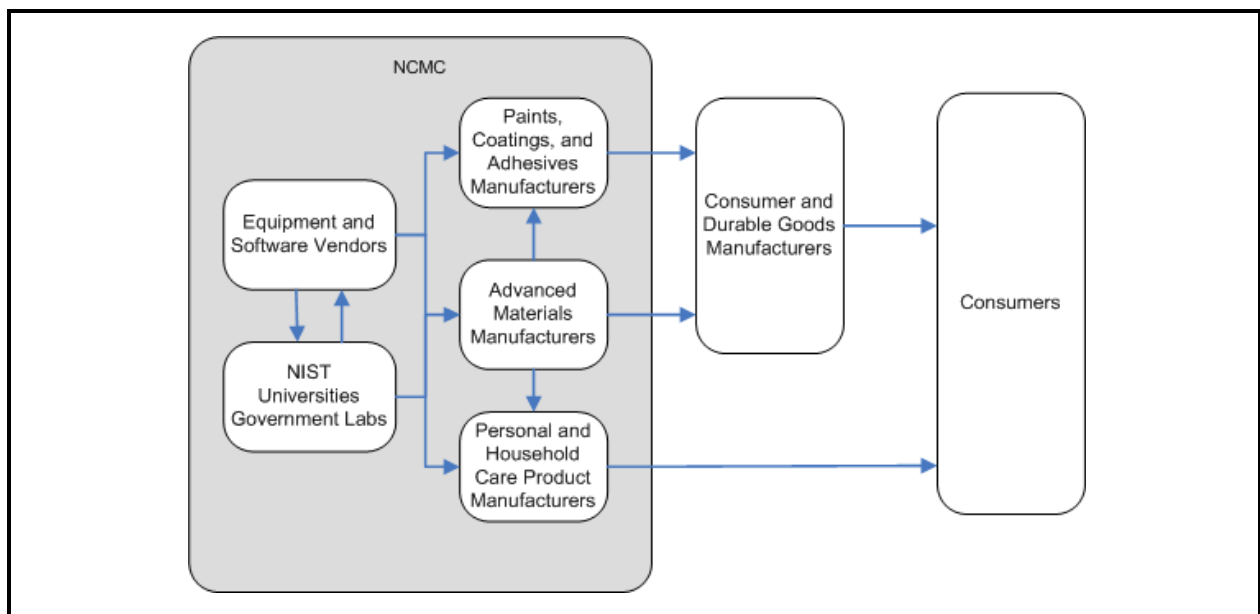 NCMC
Equipment and
Software Vendors
NIST
Universities
Government Labs
Paints,
Coatings, and
Adhesives
Manufacturers
Advanced
Materials
Manufacturers
Personal and
Household
Care Product
Manufacturers
Consumer and
Durable Goods
Manufacturers
Consumers